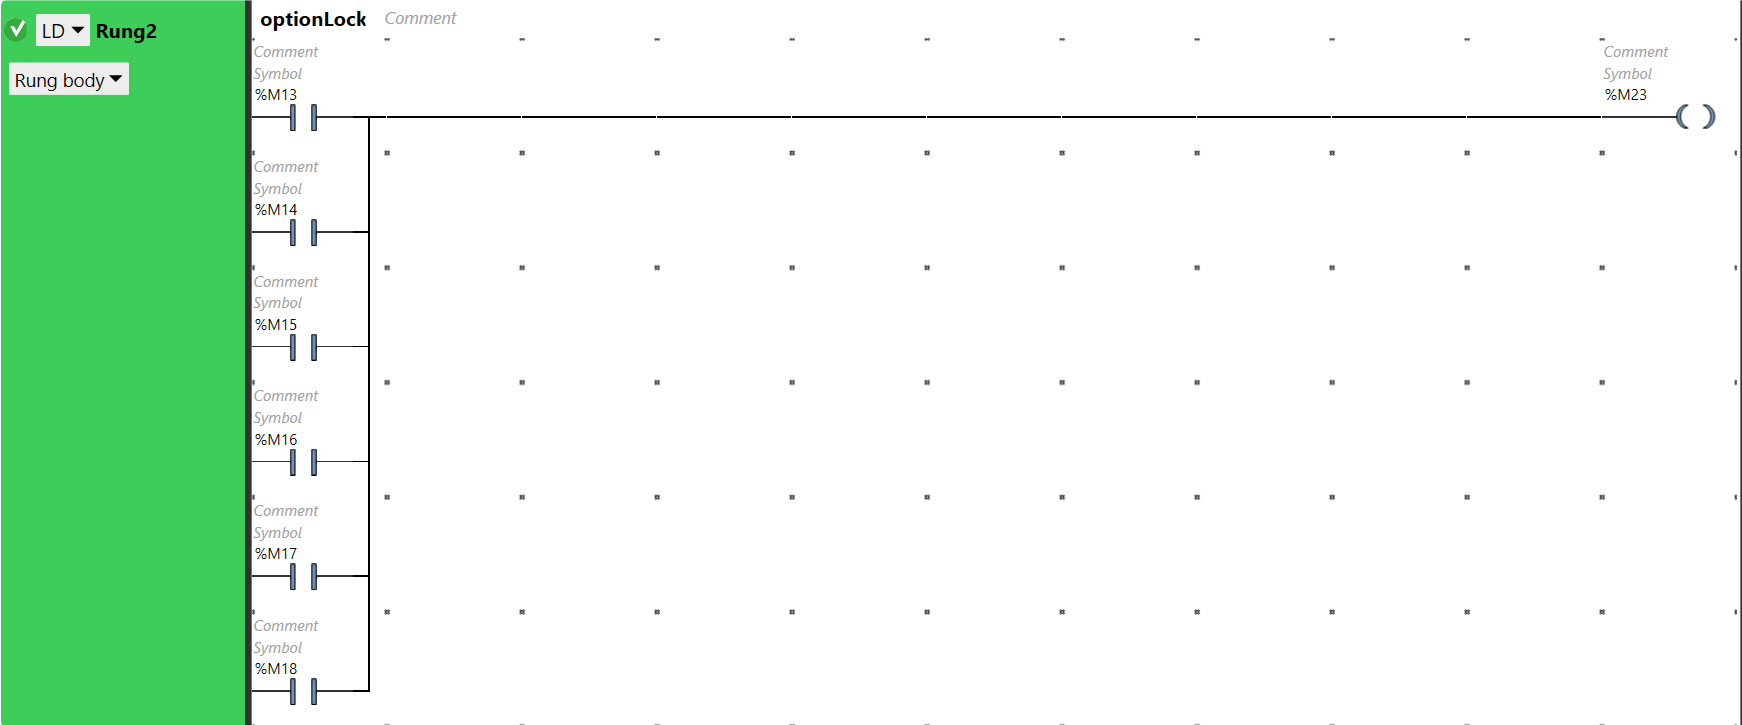 LD
Rung2
Rung body
optionLock Comment
Comment
Symbol
%M13
Comment
Symbol
%M23
Comment
Symbol
%M14
Comment
Symbol
%M15
Comment
Symbol
%M16
Comment
Symbol
%M17
Comment
Symbol
%M18